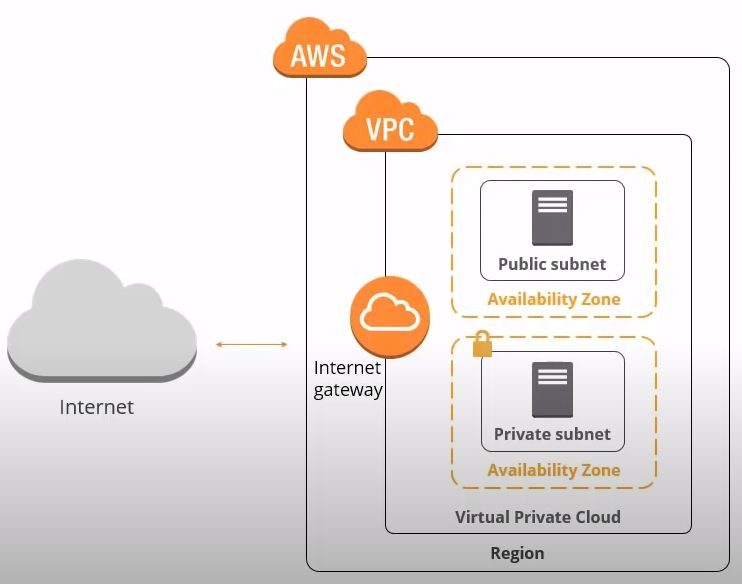 AWS
VPC
Public subnet
Availability Zone
Internet
gateway
Internet
Private subnet
Availability Zone
Virtual Private Cloud
Region